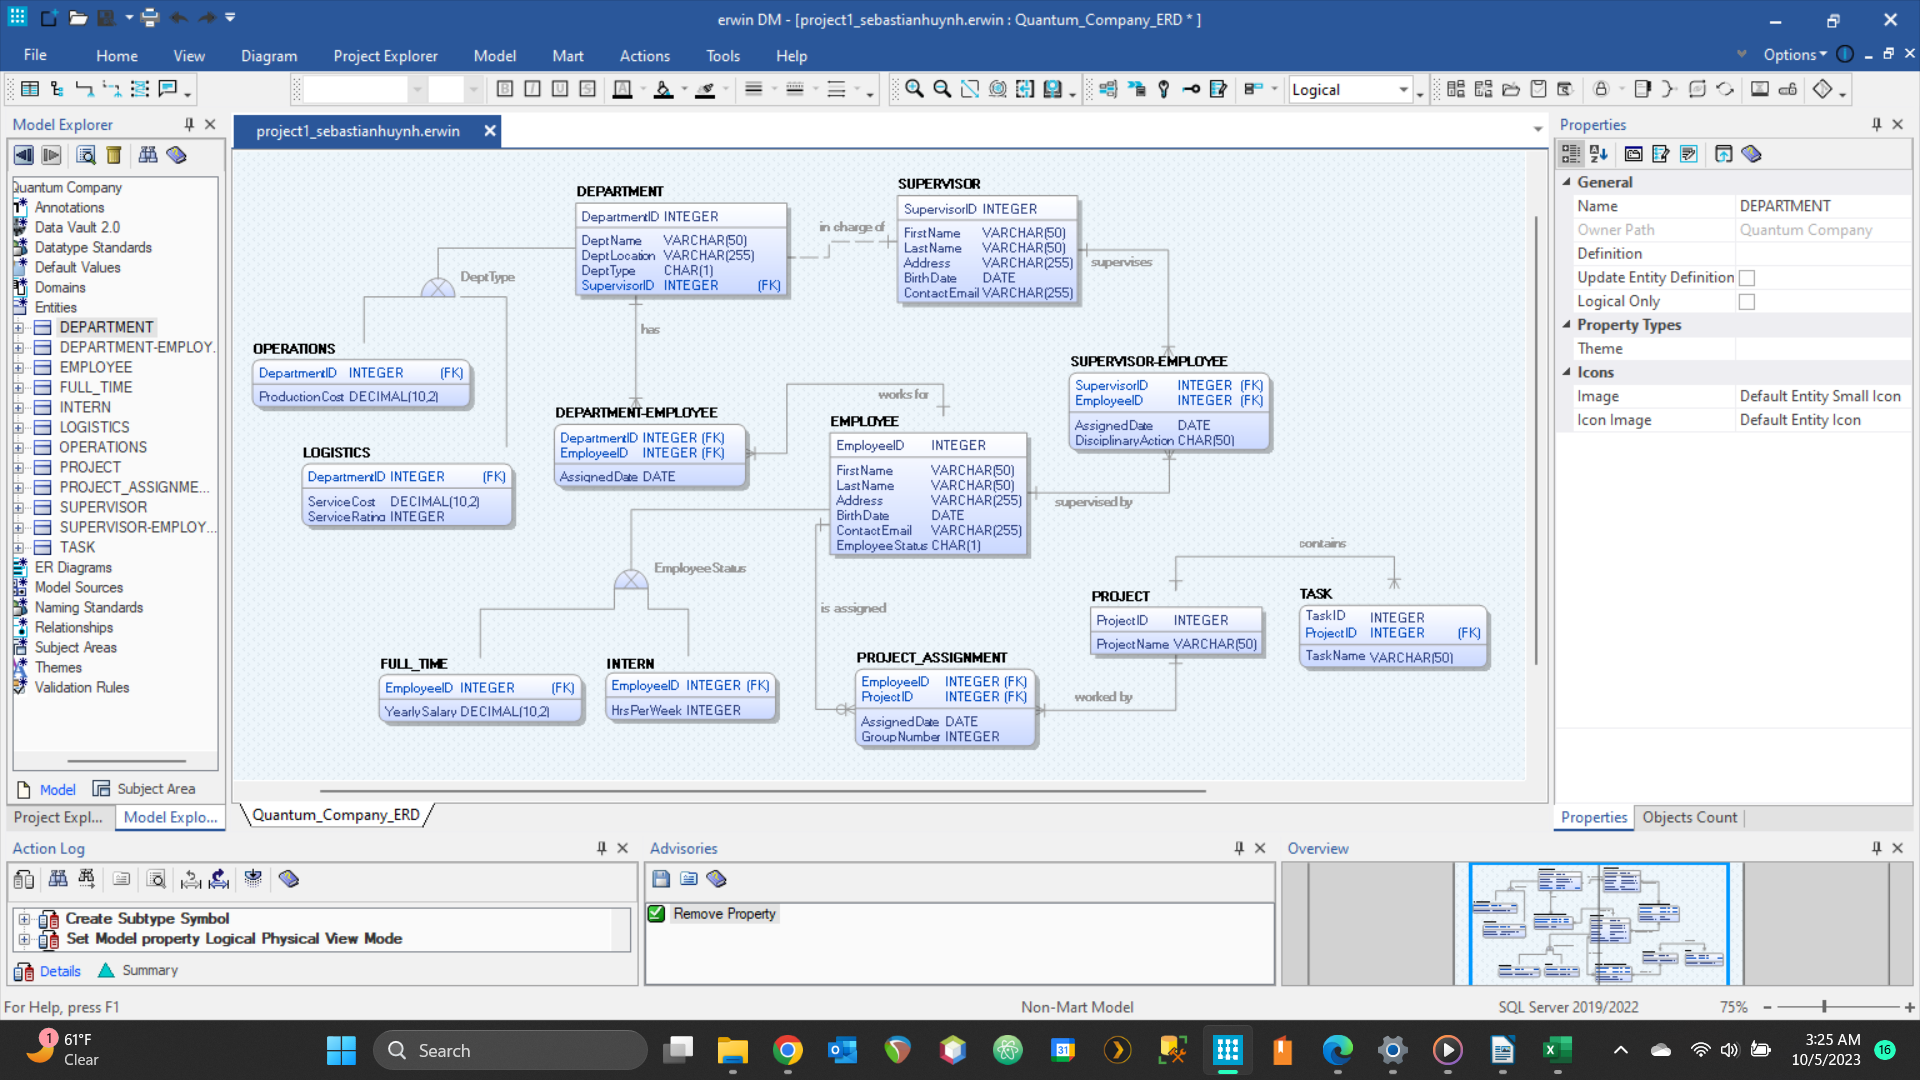 erwin DM - [project1_sebastianhuynh.erwin : Quantum_Company_ERD * ]
File Home View Diagram Project Explorer Model Mart Actions Tools Help Options
Logical
Model Explorer
Quantum Company
Annotations
Data Vault 2.0
Datatype Standards
Default Values
Domains
Entities
DEPARTMENT
DEPARTMENT-EMPLOY...
EMPLOYEE
FULL_TIME
INTERN
LOGISTICS
OPERATIONS
PROJECT
PROJECT_ASSIGNME...
SUPERVISOR
SUPERVISOR-EMPLOY...
TASK
ER Diagrams
Model Sources
Naming Standards
Relationships
Subject Areas
Themes
Validation Rules
Model Subject Area
Project Expl... Model Explo...
project1_sebastianhuynh.erwin
DEPARTMENT
DepartmentID INTEGER
DeptName VARCHAR(50)
DeptLocation VARCHAR(255)
DeptType CHAR(1)
SupervisorID INTEGER (FK)
in charge of
SUPERVISOR
SupervisorID INTEGER
FirstName VARCHAR(50)
LastName VARCHAR(50)
Address VARCHAR(255)
BirthDate DATE
ContactEmail VARCHAR(255)
supervises
DeptType
has
OPERATIONS
DepartmentID INTEGER (FK)
ProductionCost DECIMAL(10,2)
LOGISTICS
DepartmentID INTEGER (FK)
ServiceCost DECIMAL(10,2)
ServiceRating INTEGER
DEPARTMENT-EMPLOYEE
DepartmentID INTEGER (FK)
EmployeeID INTEGER (FK)
AssignedDate DATE
works for
EMPLOYEE
EmployeeID INTEGER
FirstName VARCHAR(50)
LastName VARCHAR(50)
Address VARCHAR(255)
BirthDate DATE
ContactEmail VARCHAR(255)
EmployeeStatus CHAR(1)
SUPERVISOR-EMPLOYEE
SupervisorID INTEGER (FK)
EmployeeID INTEGER (FK)
AssignedDate DATE
DisciplinaryAction CHAR(50)
supervised by
EmployeeStatus
is assigned
contains
FULL_TIME
EmployeeID INTEGER (FK)
YearlySalary DECIMAL(10,2)
INTERN
EmployeeID INTEGER (FK)
HrsPerWeek INTEGER
PROJECT_ASSIGNMENT
EmployeeID INTEGER (FK)
ProjectID INTEGER (FK)
AssignedDate DATE
GroupNumber INTEGER
worked by
PROJECT
ProjectID INTEGER
ProjectName VARCHAR(50)
TASK
TaskID INTEGER
ProjectID INTEGER (FK)
TaskName VARCHAR(50)
Quantum_Company_ERD
Properties
General
Name DEPARTMENT
Owner Path Quantum Company
Definition
Update Entity Definition
Logical Only
Property Types
Theme
Icons
Image Default Entity Small Icon
Icon Image Default Entity Icon
Properties Objects Count
Action Log
Create Subtype Symbol
Set Model property Logical Physical View Mode
Details Summary
Advisories
Remove Property
Overview
For Help, press F1 Non-Mart Model SQL Server 2019/2022 75%
1 61°F
Clear
Search
31
3:25 AM
10/5/2023
16